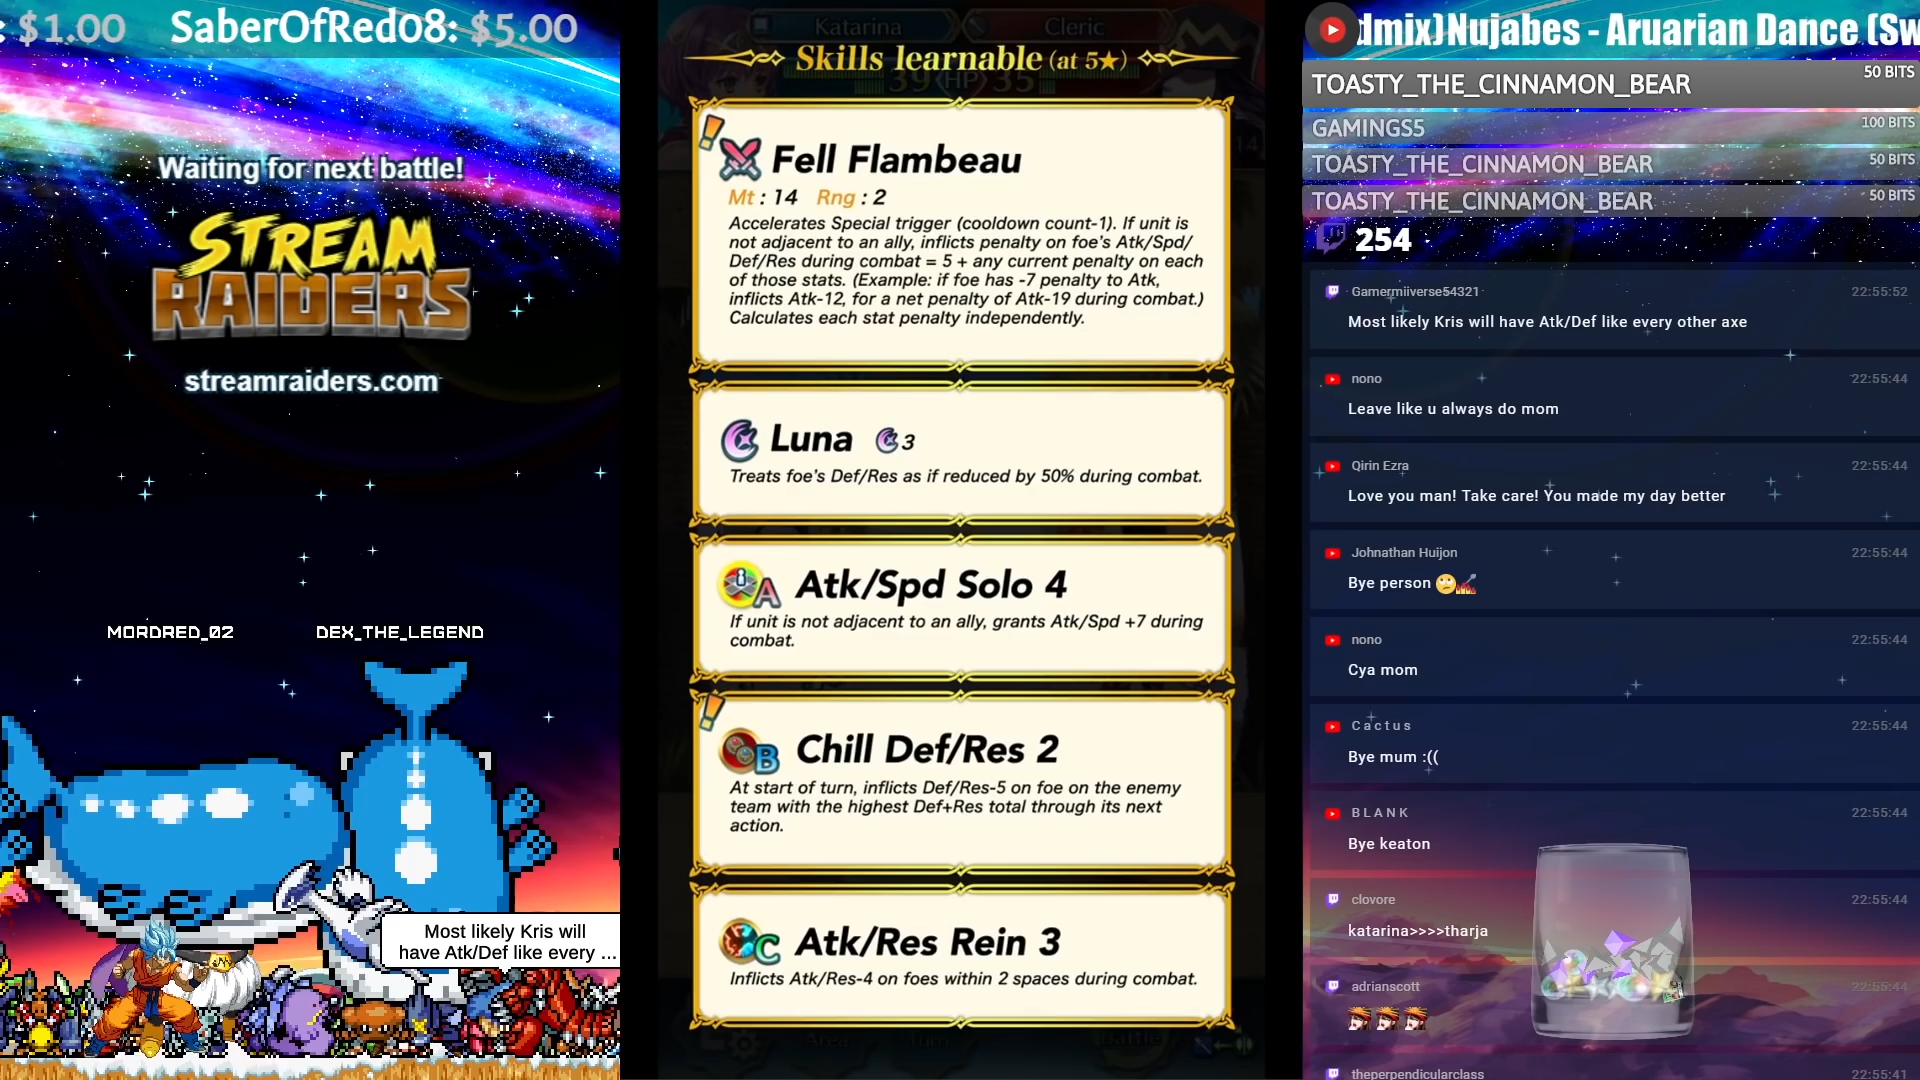 : $1.00 SaberOfRed08: $5.00
Waiting for next battle!
STREAM
RAIDERS
streamraiders.com
MORDRED_02
DEX_THE_LEGEND
Most likely Kris will
have Atk/Def like every ...
Katarina
Cleric
Skills learnable (at 5★)
39 HP 35
Fell Flambeau
Mt : 14 Rng : 2
Accelerates Special trigger (cooldown count-1). If unit is
not adjacent to an ally, inflicts penalty on foe's Atk/Spd/
Def/Res during combat = 5 + any current penalty on each
of those stats. (Example: if foe has -7 penalty to Atk,
inflicts Atk-12, for a net penalty of Atk-19 during combat.)
Calculates each stat penalty independently.
Luna 3
Treats foe's Def/Res as if reduced by 50% during combat.
A Atk/Spd Solo 4
If unit is not adjacent to an ally, grants Atk/Spd +7 during
combat.
B Chill Def/Res 2
At start of turn, inflicts Def/Res-5 on foe on the enemy
team with the highest Def+Res total through its next
action.
C Atk/Res Rein 3
Inflicts Atk/Res-4 on foes within 2 spaces during combat.
dmix)Nujabes - Aruarian Dance (Sw
TOASTY_THE_CINNAMON_BEAR 50 BITS
GAMINGS5 100 BITS
TOASTY_THE_CINNAMON_BEAR 50 BITS
TOASTY_THE_CINNAMON_BEAR 50 BITS
254
Gamermiiverse54321 22:55:52
Most likely Kris will have Atk/Def like every other axe
nono 22:55:44
Leave like u always do mom
Qirin Ezra 22:55:44
Love you man! Take care! You made my day better
Johnathan Huijon 22:55:44
Bye person 🙄
nono 22:55:44
Cya mom
Cactus 22:55:44
Bye mum :((
BLANK 22:55:44
Bye keaton
clovore 22:55:44
katarina>>>>tharja
adrianscott 22:55:44
theperpendicularclass 22:55:41